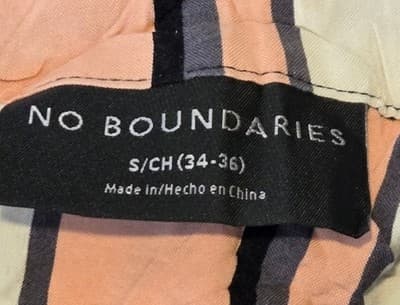 NO BOUNDARIES
S/CH (34-36)
Made in/Hecho en China